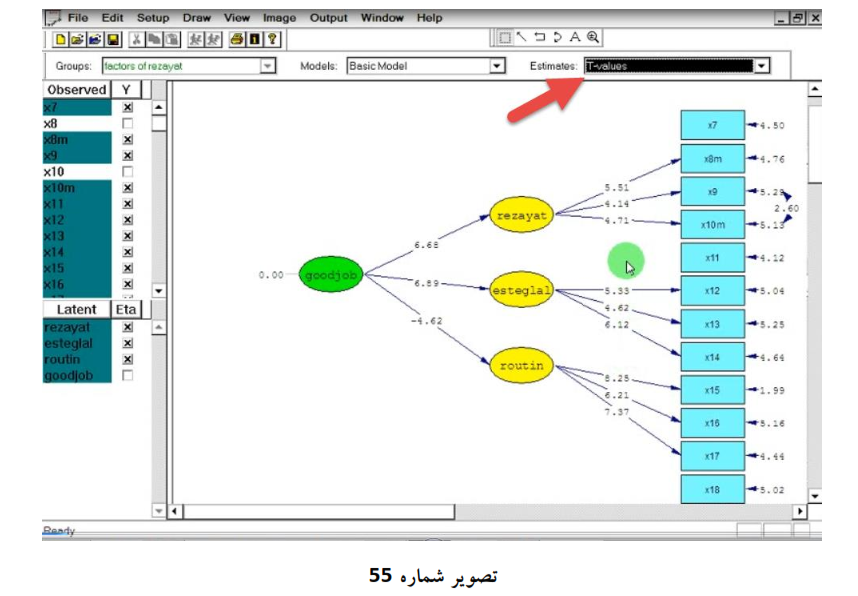 File Edit Setup Draw View Image Output Window Help
Groups: factors of rezayat Models: Basic Model Estimates: T-values
Observed Y
x7
x8
x8m
x9
x10
x10m
x11
x12
x13
x14
x15
x16
Latent Eta
rezayat
esteglal
routin
goodjob
0.00 goodjob
6.68
6.89
-4.62
rezayat
esteglal
routin
5.51
4.14
4.71
5.33
4.62
6.12
8.25
6.21
7.37
x7 4.50
x8m 4.76
x9 5.28
2.60
x10m 5.13
x11 4.12
x12 5.04
x13 5.25
x14 4.64
x15 1.99
x16 5.16
x17 4.44
x18 5.02
Ready
تصویر شماره 55